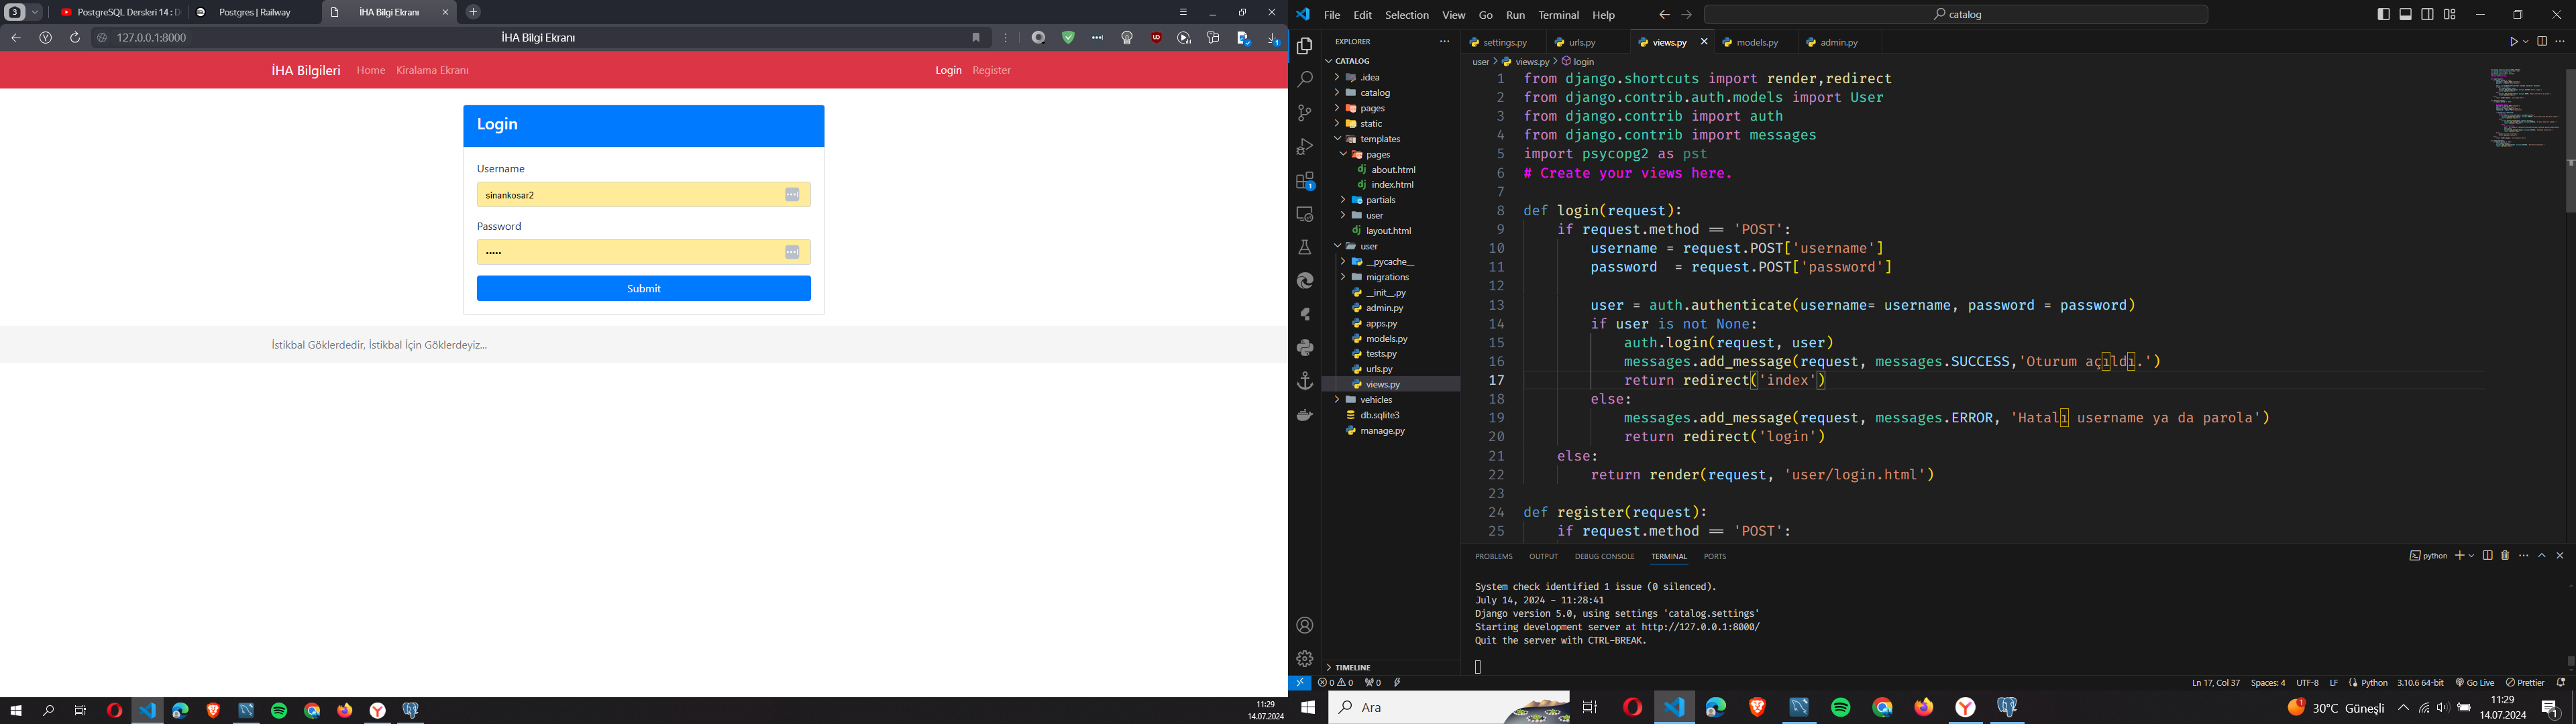 3
PostgreSQL Dersleri 14 : D
Postgres | Railway
İHA Bilgi Ekranı
127.0.0.1:8000
İHA Bilgi Ekranı
İHA Bilgileri
Home
Kiralama Ekranı
Login
Register
Login
Username
sinankosar2
Password
•••••
Submit
İstikbal Göklerdedir, İstikbal İçin Göklerdeyiz...
11:29
14.07.2024
File Edit Selection View Go Run Terminal Help
catalog
EXPLORER
CATALOG
.idea
catalog
pages
static
templates
pages
about.html
index.html
partials
user
layout.html
user
__pycache__
migrations
__init__.py
admin.py
apps.py
models.py
tests.py
urls.py
views.py
vehicles
db.sqlite3
manage.py
TIMELINE
settings.py
urls.py
views.py
models.py
admin.py
user > views.py > login
1 from django.shortcuts import render,redirect
2 from django.contrib.auth.models import User
3 from django.contrib import auth
4 from django.contrib import messages
5 import psycopg2 as pst
6 # Create your views here.
7
8 def login(request):
9 if request.method == 'POST':
10 username = request.POST['username']
11 password  = request.POST['password']
12
13 user = auth.authenticate(username= username, password = password)
14 if user is not None:
15 auth.login(request, user)
16 messages.add_message(request, messages.SUCCESS,'Oturum açıldı.')
17 return redirect('index')
18 else:
19 messages.add_message(request, messages.ERROR, 'Hatalı username ya da parola')
20 return redirect('login')
21 else:
22 return render(request, 'user/login.html')
23
24 def register(request):
25 if request.method == 'POST':
PROBLEMS OUTPUT DEBUG CONSOLE TERMINAL PORTS
python
System check identified 1 issue (0 silenced).
July 14, 2024 - 11:28:41
Django version 5.0, using settings 'catalog.settings'
Starting development server at http://127.0.0.1:8000/
Quit the server with CTRL-BREAK.
0 0 0
Ln 17, Col 37 Spaces: 4 UTF-8 LF Python 3.10.6 64-bit Go Live Prettier
Ara
30°C Güneşli
11:29
14.07.2024